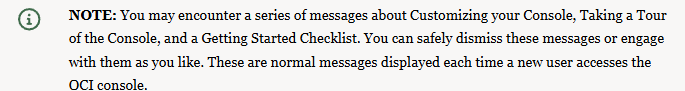 NOTE: You may encounter a series of messages about Customizing your Console, Taking a Tour
of the Console, and a Getting Started Checklist. You can safely dismiss these messages or engage
with them as you like. These are normal messages displayed each time a new user accesses the
OCI console.